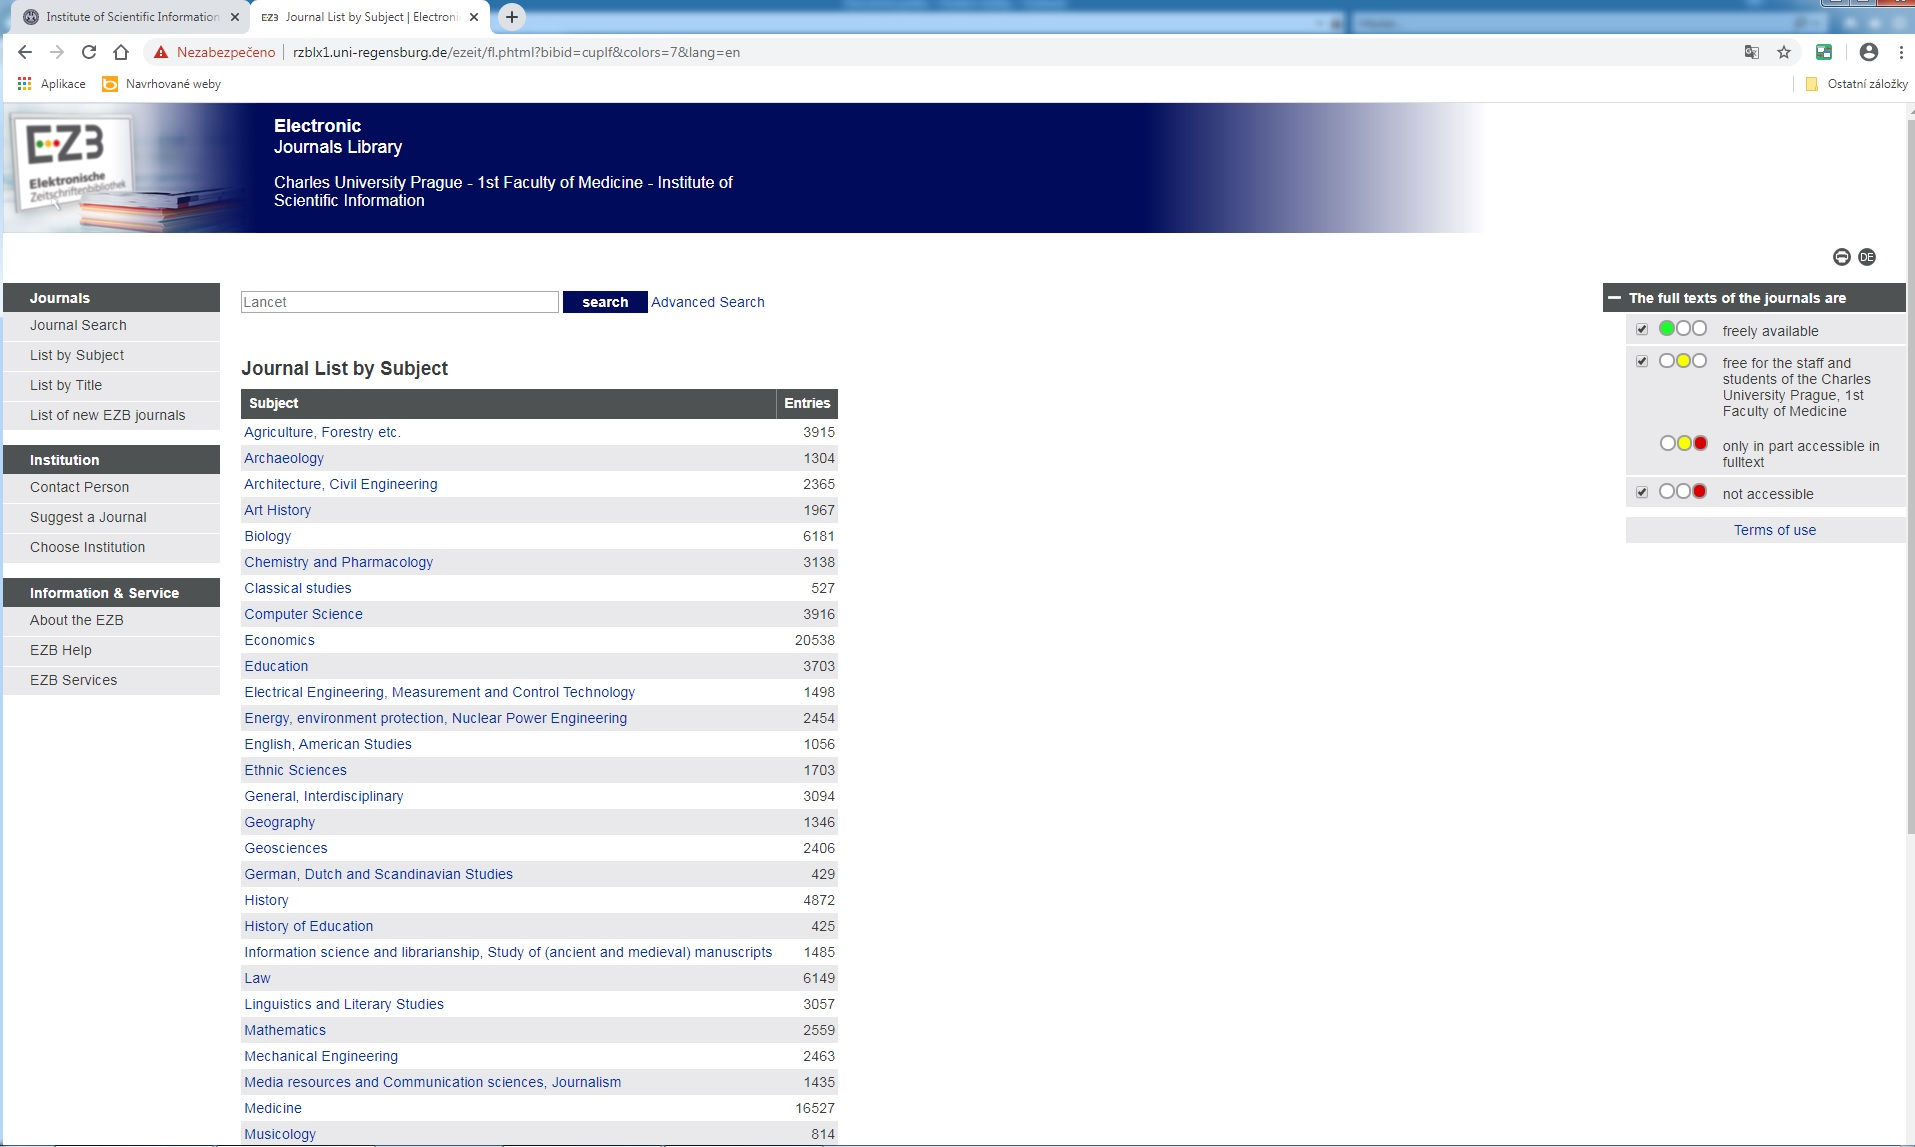 Institute of Scientific Information
EZ3 Journal List by Subject | Electroni
Nezabezpečeno
rzblx1.uni-regensburg.de/ezeit/fl.phtml?bibid=cuplf&colors=7&lang=en
Aplikace
Navrhované weby
Ostatní záložky
EZ3
Elektronische
Zeitschriftenbibliothek
Electronic
Journals Library
Charles University Prague - 1st Faculty of Medicine - Institute of
Scientific Information
DE
Journals
Journal Search
List by Subject
List by Title
List of new EZB journals
Institution
Contact Person
Suggest a Journal
Choose Institution
Information & Service
About the EZB
EZB Help
EZB Services
Lancet
search
Advanced Search
Journal List by Subject
Subject Entries
Agriculture, Forestry etc. 3915
Archaeology 1304
Architecture, Civil Engineering 2365
Art History 1967
Biology 6181
Chemistry and Pharmacology 3138
Classical studies 527
Computer Science 3916
Economics 20538
Education 3703
Electrical Engineering, Measurement and Control Technology 1498
Energy, environment protection, Nuclear Power Engineering 2454
English, American Studies 1056
Ethnic Sciences 1703
General, Interdisciplinary 3094
Geography 1346
Geosciences 2406
German, Dutch and Scandinavian Studies 429
History 4872
History of Education 425
Information science and librarianship, Study of (ancient and medieval) manuscripts 1485
Law 6149
Linguistics and Literary Studies 3057
Mathematics 2559
Mechanical Engineering 2463
Media resources and Communication sciences, Journalism 1435
Medicine 16527
Musicology 814
The full texts of the journals are
freely available
free for the staff and
students of the Charles
University Prague, 1st
Faculty of Medicine
only in part accessible in
fulltext
not accessible
Terms of use